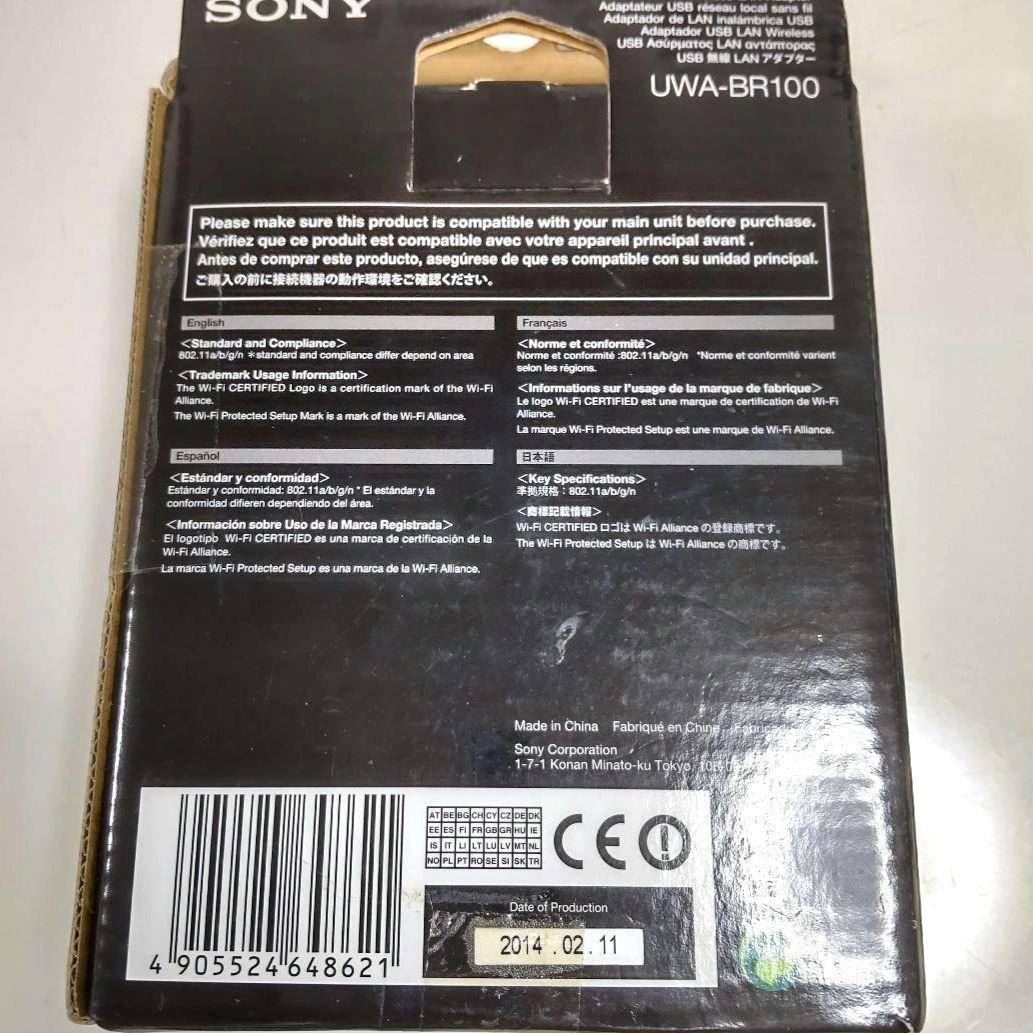 SONY
Adaptateur USB réseau local sans fil
Adaptador de LAN inalámbrica USB
Adaptador USB LAN Wireless
USB Ασύρματος LAN αντάπτορας
USB 無線 LAN アダプター
UWA-BR100
Please make sure this product is compatible with your main unit before purchase.
Vérifiez que ce produit est compatible avec votre appareil principal avant .
Antes de comprar este producto, asegúrese de que es compatible con su unidad principal.
ご購入の前に接続機器の動作環境をご確認ください。
English
<Standard and Compliance>
802.11a/b/g/n *standard and compliance differ depend on area
<Trademark Usage Information>
The Wi-Fi CERTIFIED Logo is a certification mark of the Wi-Fi
Alliance.
The Wi-Fi Protected Setup Mark is a mark of the Wi-Fi Alliance.
Français
<Norme et conformité>
Norme et conformité :802.11a/b/g/n *Norme et conformité varient
selon les régions.
<Informations sur l'usage de la marque de fabrique>
Le logo Wi-Fi CERTIFIED est une marque de certification de Wi-Fi
Alliance.
La marque Wi-Fi Protected Setup est une marque de Wi-Fi Alliance.
Español
<Estándar y conformidad>
Estándar y conformidad: 802.11a/b/g/n * El estándar y la
conformidad difieren dependiendo del área.
<Información sobre Uso de la Marca Registrada>
El logotipo Wi-Fi CERTIFIED es una marca de certificación de la
Wi-Fi Alliance.
La marca Wi-Fi Protected Setup es una marca de la Wi-Fi Alliance.
日本語
<Key Specifications>
準拠規格：802.11a/b/g/n
<商標記載情報>
Wi-Fi CERTIFIED ロゴは Wi-Fi Alliance の登録商標です。
The Wi-Fi Protected Setup は Wi-Fi Alliance の商標です。
Made in China Fabriqué en Chine
Sony Corporation
1-7-1 Konan Minato-ku Tokyo,
AT BE BG CH CY CZ DE DK
EE ES FI FR GB GR HU IE
IS IT LI LT LU LV MT NL
NO PL PT RO SE SI SK TR
CE
Date of Production
2014.02.11
4 905524 648621